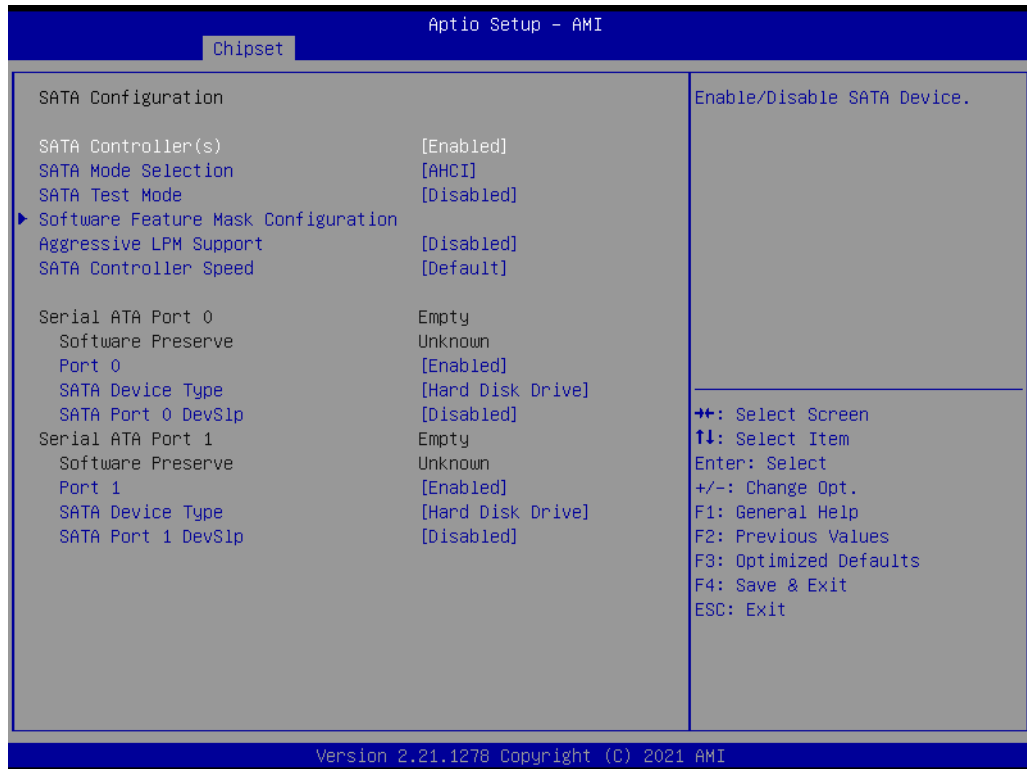 Aptio Setup – AMI
Chipset
SATA Configuration
SATA Controller(s) [Enabled]
SATA Mode Selection [AHCI]
SATA Test Mode [Disabled]
Software Feature Mask Configuration
Aggressive LPM Support [Disabled]
SATA Controller Speed [Default]
Serial ATA Port 0 Empty
Software Preserve Unknown
Port 0 [Enabled]
SATA Device Type [Hard Disk Drive]
SATA Port 0 DevSlp [Disabled]
Serial ATA Port 1 Empty
Software Preserve Unknown
Port 1 [Enabled]
SATA Device Type [Hard Disk Drive]
SATA Port 1 DevSlp [Disabled]
Enable/Disable SATA Device.
→←: Select Screen
↑↓: Select Item
Enter: Select
+/-: Change Opt.
F1: General Help
F2: Previous Values
F3: Optimized Defaults
F4: Save & Exit
ESC: Exit
Version 2.21.1278 Copyright (C) 2021 AMI